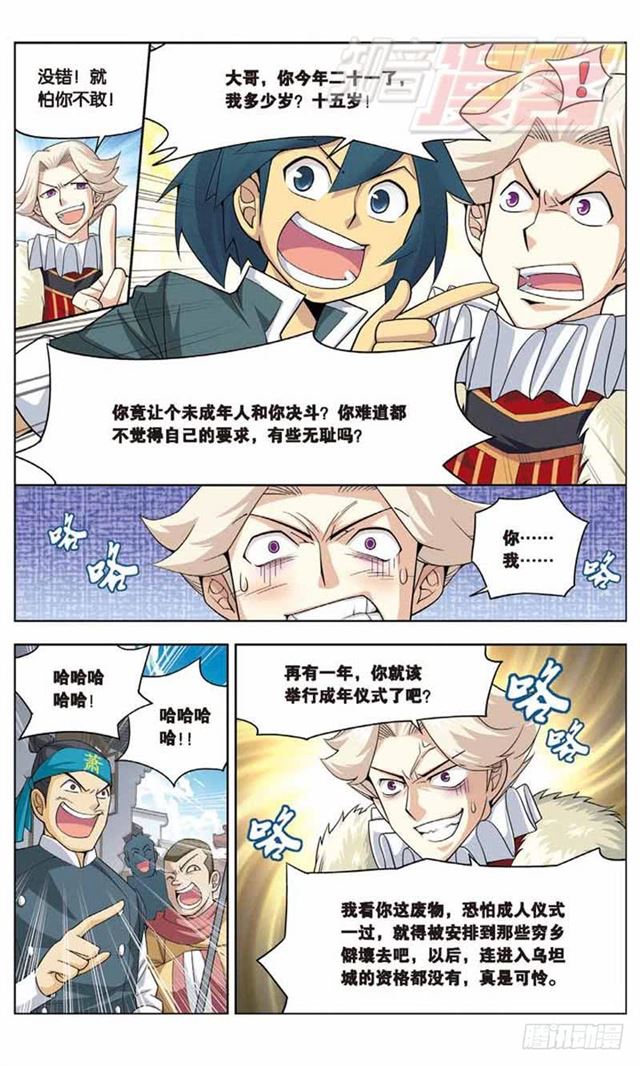 知音漫客
没错！就
怕你不敢！
大哥，你今年二十一了，
我多少岁？十五岁！
！
你竟让个未成年人和你决斗？你难道都
不觉得自己的要求，有些无耻吗？
咯
咯
你……
我……
咯
哈哈哈
哈哈！
哈哈哈
哈！！
萧
再有一年，你就该
举行成年仪式了吧？
咯
咯
咯
我看你这废物，恐怕成人仪式
一过，就得被安排到那些穷乡
僻壤去吧，以后，连进入乌坦
城的资格都没有，真是可怜。
腾讯动漫